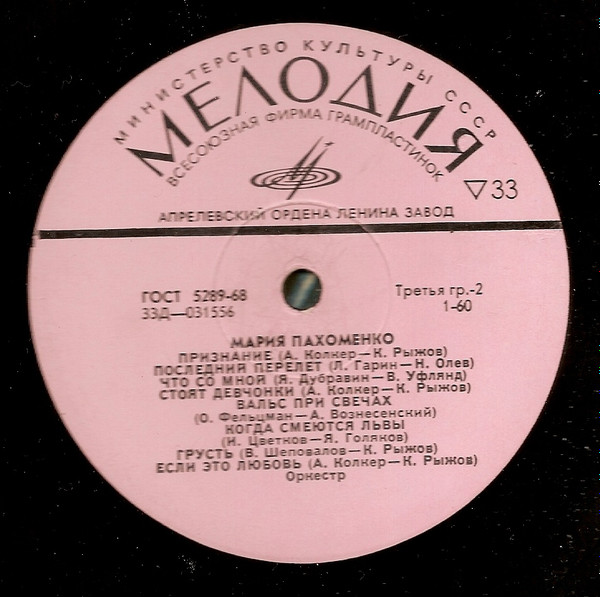 МИНИСТЕРСТВО КУЛЬТУРЫ СССР
МЕЛОДИЯ
ВСЕСОЮЗНАЯ ФИРМА ГРАМПЛАСТИНОК
▽33
АПРЕЛЕВСКИЙ ОРДЕНА ЛЕНИНА ЗАВОД
ГОСТ 5289-68
33Д—031556
Третья гр.-2
1-60
МАРИЯ ПАХОМЕНКО
ПРИЗНАНИЕ (А. Колкер—К. Рыжов)
ПОСЛЕДНИЙ ПЕРЕЛЕТ (Л. Гарин—Н. Олев)
ЧТО СО МНОЙ (Я. Дубравин—В. Уфлянд)
СТОЯТ ДЕВЧОНКИ (А. Колкер—К. Рыжов)
ВАЛЬС ПРИ СВЕЧАХ
(О. Фельцман—А. Вознесенский)
КОГДА СМЕЮТСЯ ЛЬВЫ
(И. Цветков—Я. Голяков)
ГРУСТЬ (В. Шеповалов—К. Рыжов)
ЕСЛИ ЭТО ЛЮБОВЬ (А. Колкер—К. Рыжов)
Оркестр